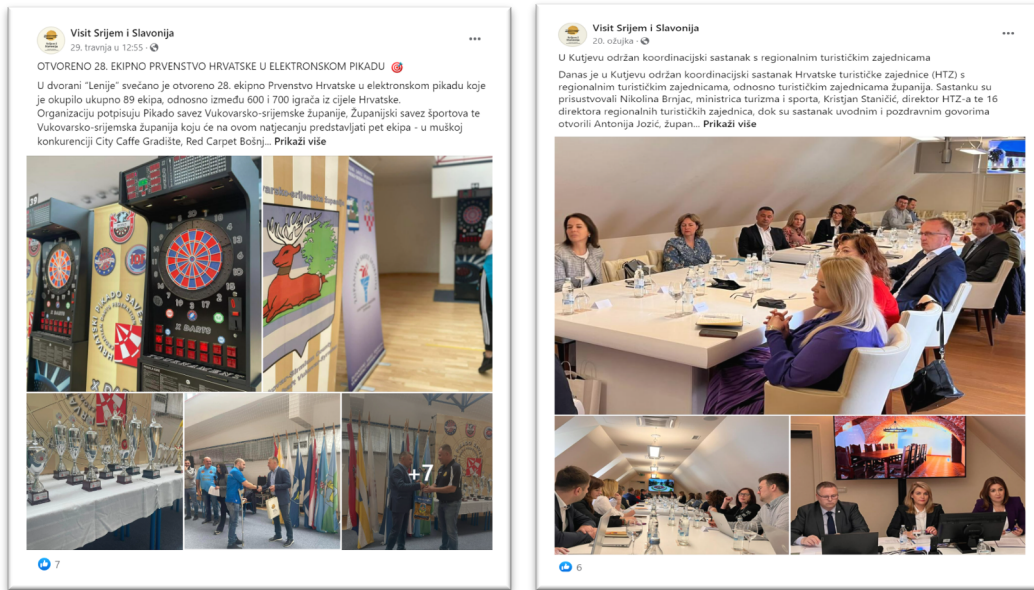 Visit Srijem i Slavonija
29. travnja u 12:55 ·
OTVORENO 28. EKIPNO PRVENSTVO HRVATSKE U ELEKTRONSKOM PIKADU 🎯
U dvorani "Lenije" svečano je otvoreno 28. ekipno Prvenstvo Hrvatske u elektronskom pikadu koje
je okupilo ukupno 89 ekipa, odnosno između 600 i 700 igrača iz cijele Hrvatske.
Organizaciju potpisuju Pikado savez Vukovarsko-srijemske županije, Županijski savez športova te
Vukovarsko-srijemska županija koju će na ovom natjecanju predstavljati pet ekipa - u muškoj
konkurenciji City Caffe Gradište, Red Carpet Bošnj... Prikaži više
X DARTS
+7
7
Visit Srijem i Slavonija
20. ožujka ·
U Kutjevu održan koordinacijski sastanak s regionalnim turističkim zajednicama
Danas je u Kutjevu održan koordinacijski sastanak Hrvatske turističke zajednice (HTZ) s
regionalnim turističkim zajednicama, odnosno turističkim zajednicama županija. Sastanku su
prisustvovali Nikolina Brnjac, ministrica turizma i sporta, Kristjan Staničić, direktor HTZ-a te 16
direktora regionalnih turističkih zajednica, dok su sastanak uvodnim i pozdravnim govorima
otvorili Antonija Jozić, župan... Prikaži više
6